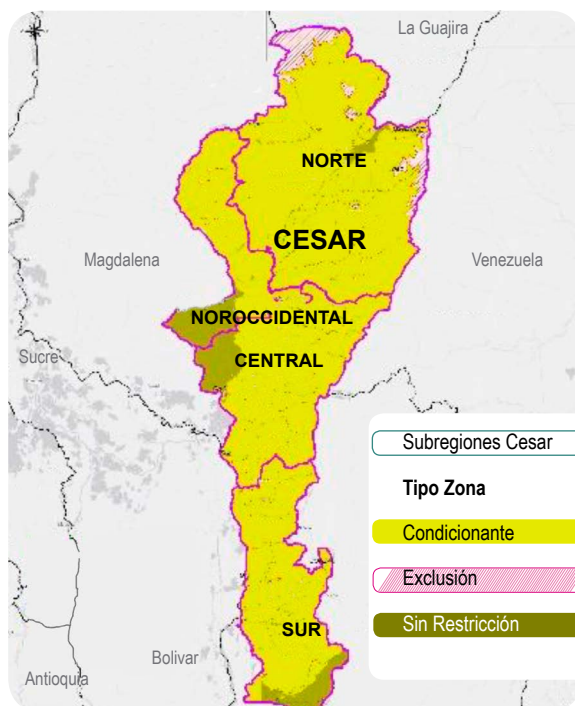 La Guajira
NORTE
CESAR
Magdalena
Venezuela
NOROCCIDENTAL
Sucre
CENTRAL
Subregiones Cesar
Tipo Zona
Condicionante
Exclusión
Sin Restricción
SUR
Bolivar
Antioquia